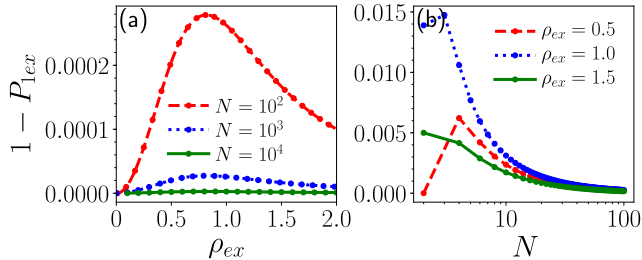 (a)
1 − P_{1ex}
0.0002
0.0001
0.0000
N = 10^2
N = 10^3
N = 10^4
0 0.5 1.0 1.5 2.0
ρ_{ex}
(b)
0.015
0.010
0.005
0.000
ρ_{ex} = 0.5
ρ_{ex} = 1.0
ρ_{ex} = 1.5
10 100
N